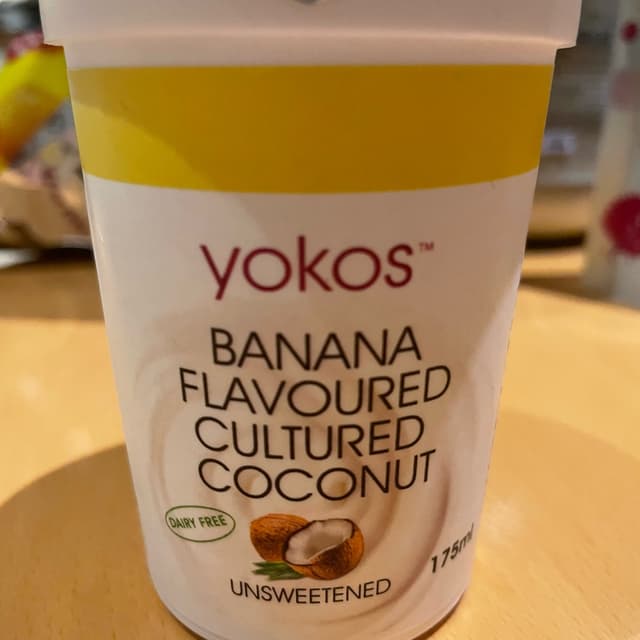 yokos™
BANANA
FLAVOURED
CULTURED
COCONUT
DAIRY FREE
175ml
UNSWEETENED